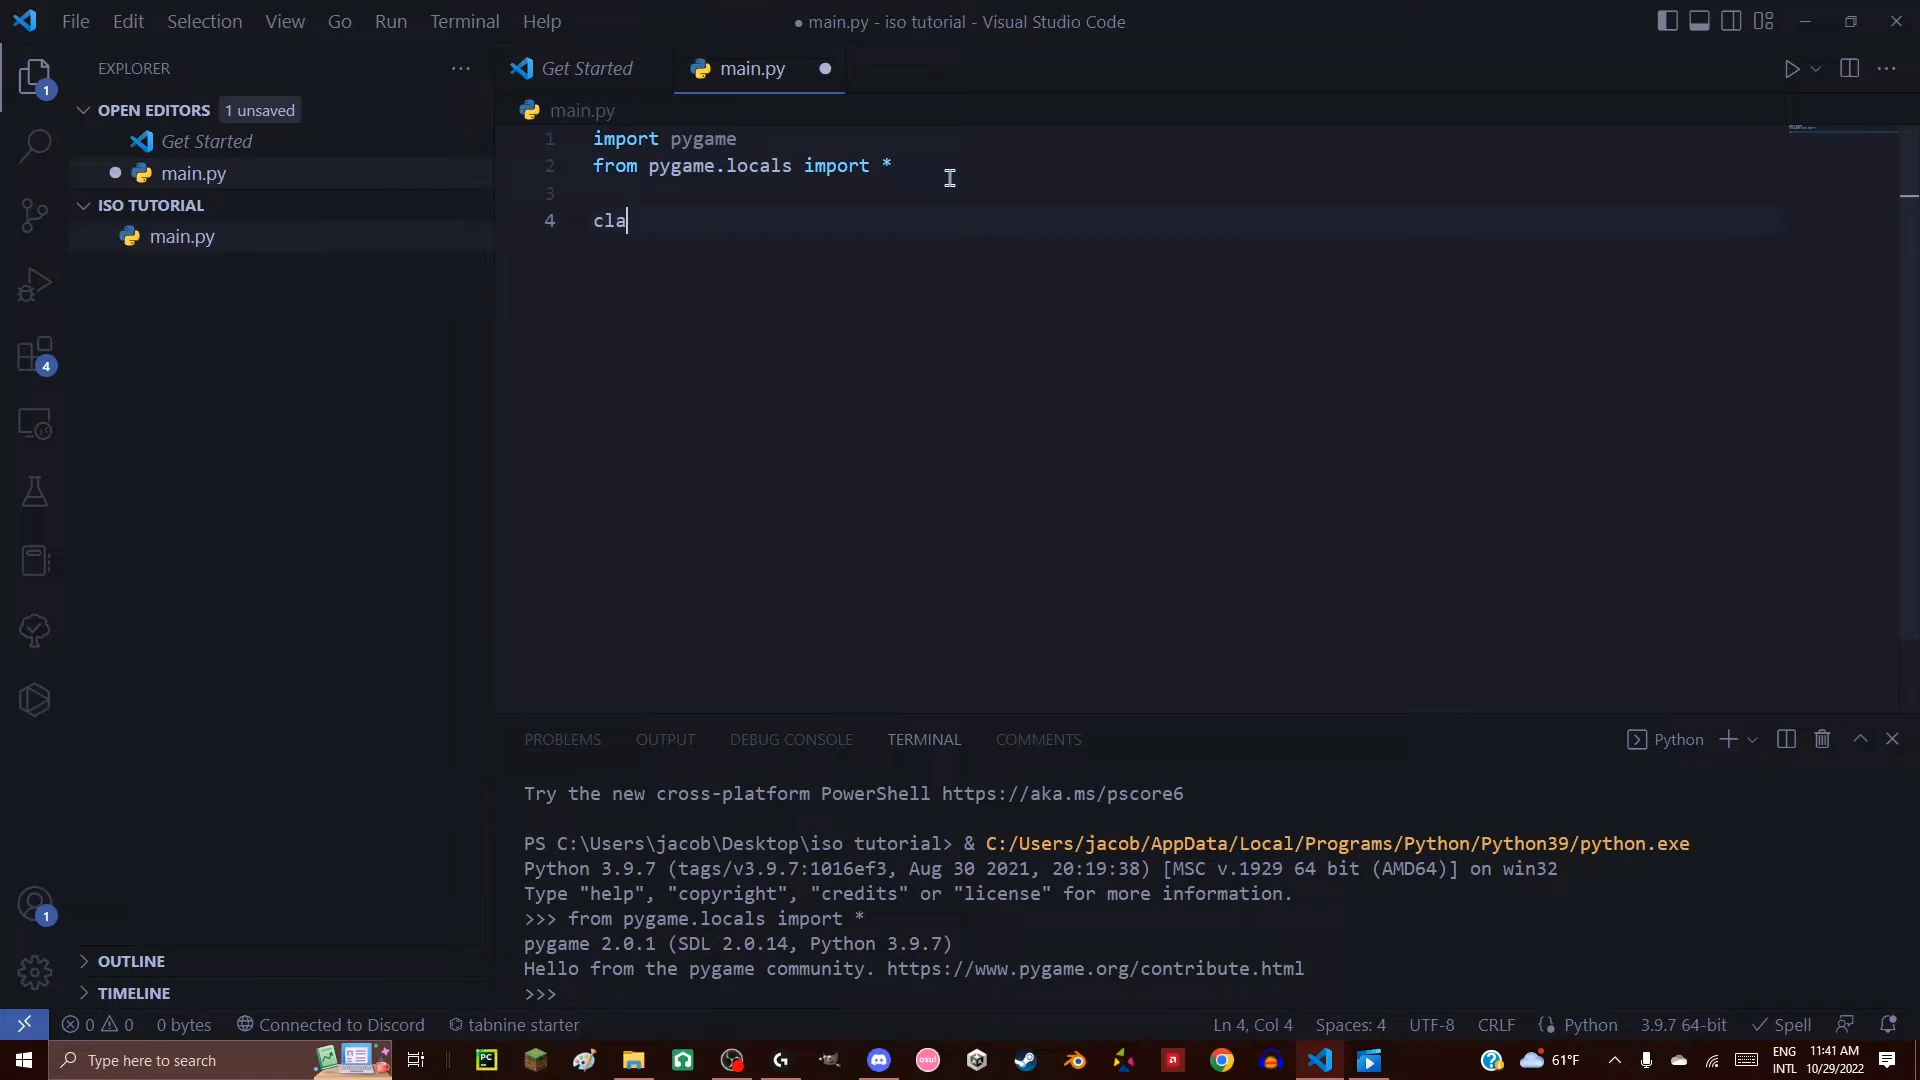 File Edit Selection View Go Run Terminal Help
● main.py - iso tutorial - Visual Studio Code
EXPLORER
OPEN EDITORS 1 unsaved
Get Started
main.py
ISO TUTORIAL
main.py
OUTLINE
TIMELINE
1
4
1
Get Started main.py
main.py
1 import pygame
2 from pygame.locals import *
3
4 cla
PROBLEMS OUTPUT DEBUG CONSOLE TERMINAL COMMENTS
Python
Try the new cross-platform PowerShell https://aka.ms/pscore6
PS C:\Users\jacob\Desktop\iso tutorial> & C:/Users/jacob/AppData/Local/Programs/Python/Python39/python.exe
Python 3.9.7 (tags/v3.9.7:1016ef3, Aug 30 2021, 20:19:38) [MSC v.1929 64 bit (AMD64)] on win32
Type "help", "copyright", "credits" or "license" for more information.
>>> from pygame.locals import *
pygame 2.0.1 (SDL 2.0.14, Python 3.9.7)
Hello from the pygame community. https://www.pygame.org/contribute.html
>>>
0 0 0 bytes Connected to Discord tabnine starter Ln 4, Col 4 Spaces: 4 UTF-8 CRLF Python 3.9.7 64-bit Spell
Type here to search PC osu! 61°F ENG 11:41 AM
INTL 10/29/2022